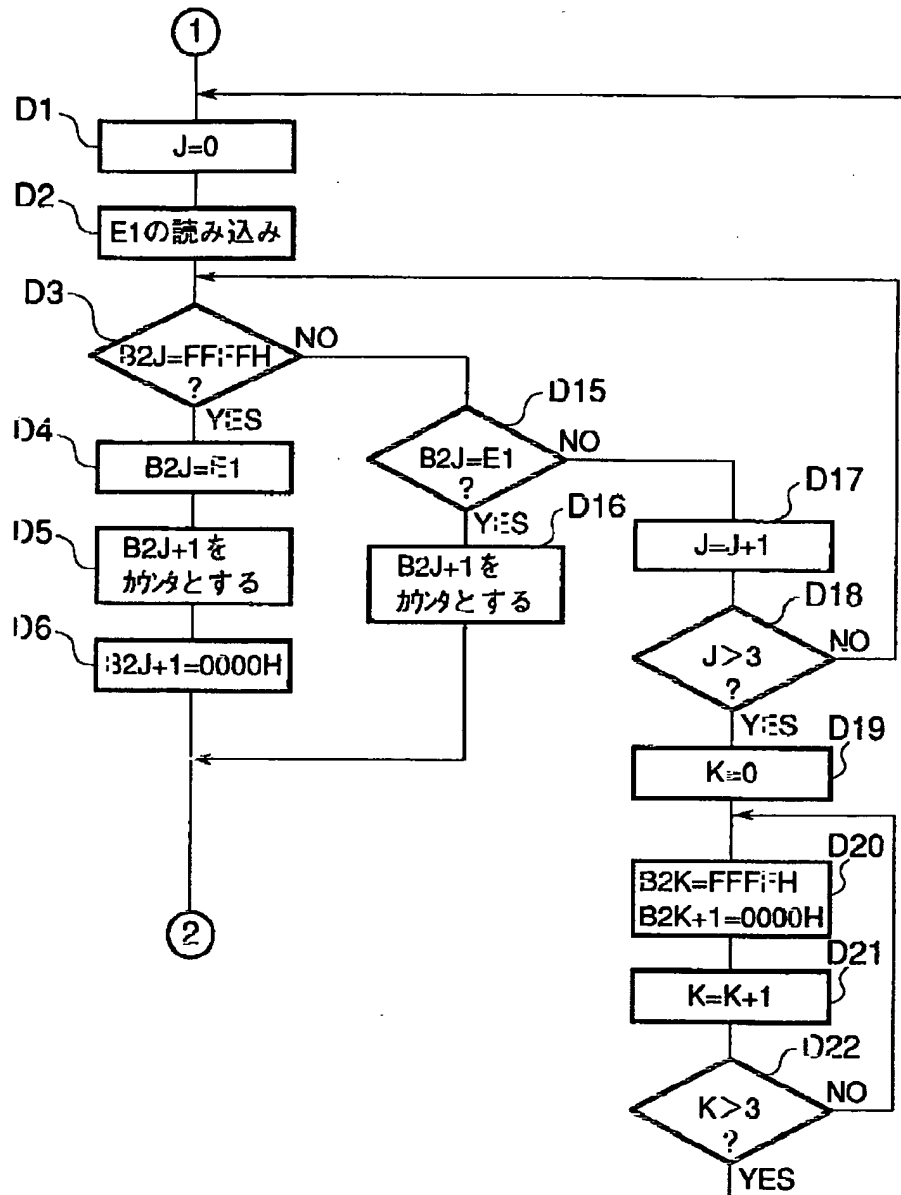 1
D1
J=0
D2
E1の読み込み
D3
B2J=FFFFH
?
NO
YES
D4
B2J=E1
D5
B2J+1を
カウンタとする
D6
B2J+1=0000H
2
D15
B2J=E1
?
NO
YES
D16
B2J+1を
カウンタとする
D17
J=J+1
D18
J>3
?
NO
YES
D19
K=0
D20
B2K=FFFFH
B2K+1=0000H
D21
K=K+1
D22
K>3
?
NO
YES